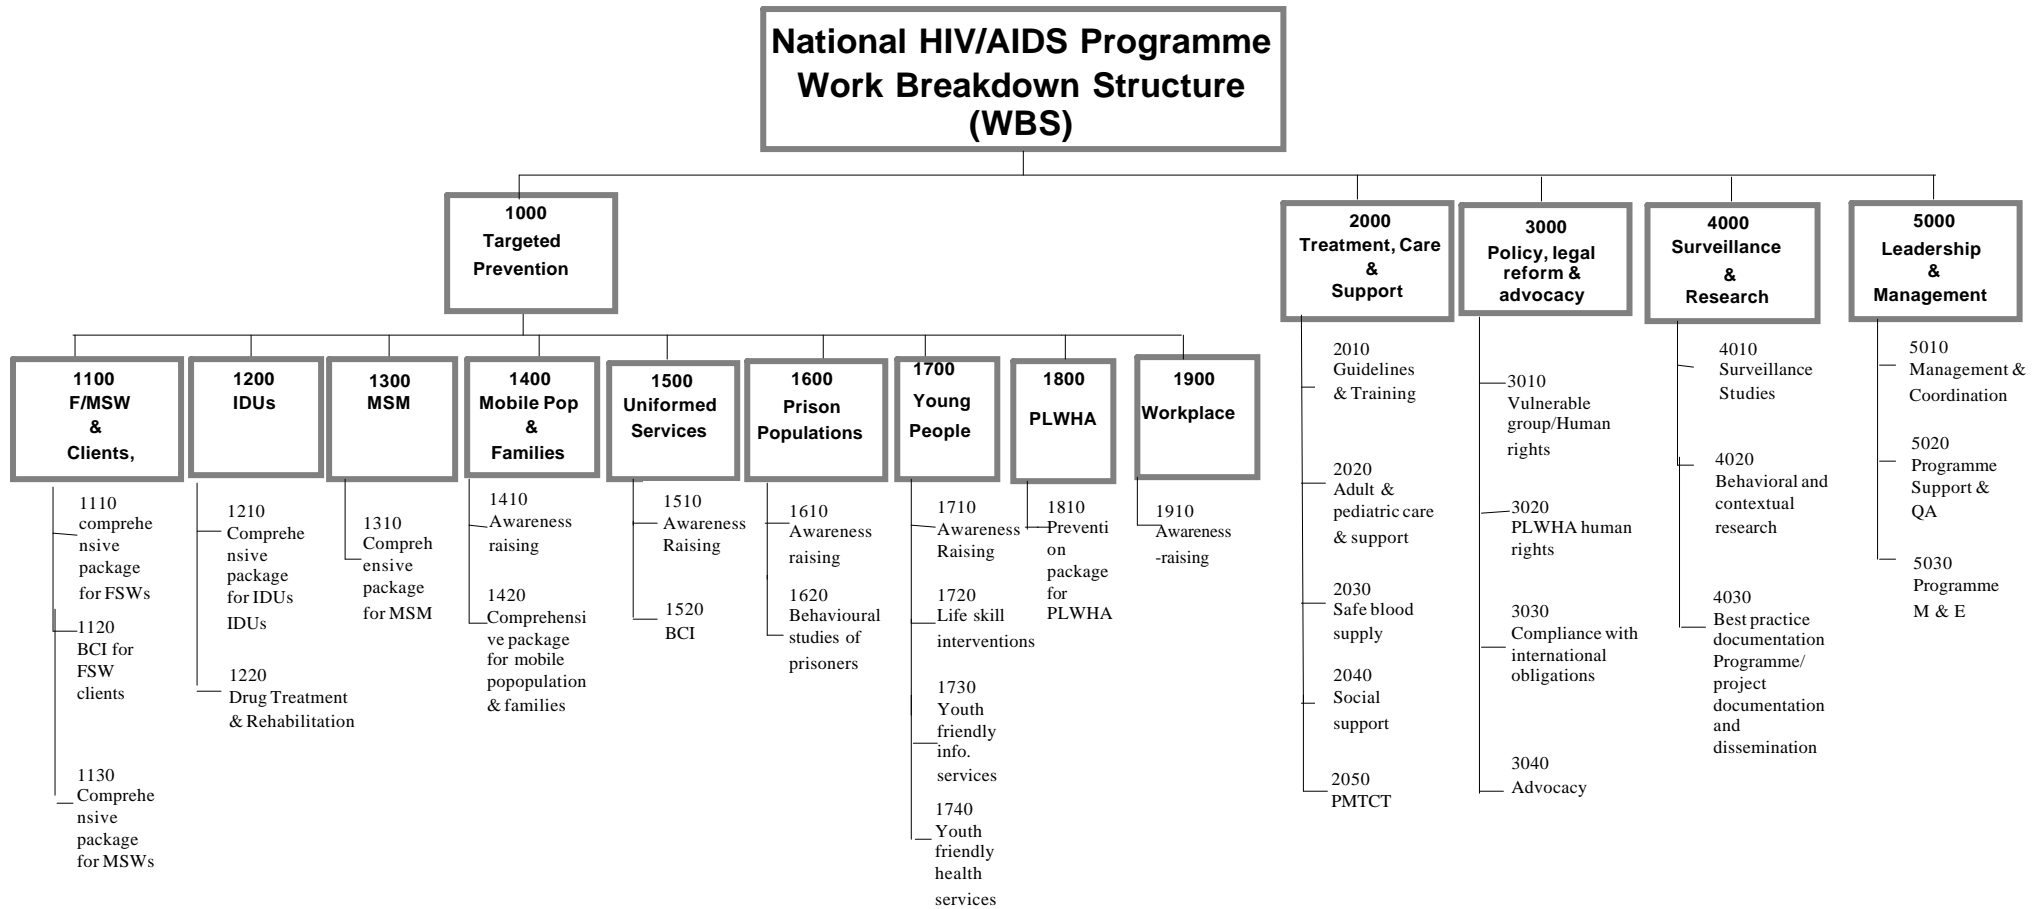 National HIV/AIDS Programme
Work Breakdown Structure
(WBS)
1000
Targeted
Prevention
2000
Treatment, Care
&
Support
3000
Policy, legal
reform &
advocacy
4000
Surveillance
&
Research
5000
Leadership
&
Management
1100
F/MSW
&
Clients,
1200
IDUs
1300
MSM
1400
Mobile Pop
&
Families
1500
Uniformed
Services
1600
Prison
Populations
1700
Young
People
1800
PLWHA
1900
Workplace
1110
comprehe
nsive
package
for FSWs
1120
BCI for
FSW
clients
1130
Comprehe
nsive
package
for MSWs
1210
Comprehe
nsive
package
for IDUs
IDUs
1220
Drug Treatment
& Rehabilitation
1310
Compreh
ensive
package
for MSM
1410
Awareness
raising
1420
Comprehensi
ve package
for mobile
popopulation
& families
1510
Awareness
Raising
1520
BCI
1610
Awareness
raising
1620
Behavioural
studies of
prisoners
1710
Awareness
Raising
1720
Life skill
interventions
1730
Youth
friendly
info.
services
1740
Youth
friendly
health
services
1810
Preventi
on
package
for
PLWHA
1910
Awareness
-raising
2010
Guidelines
& Training
2020
Adult &
pediatric care
& support
2030
Safe blood
supply
2040
Social
support
2050
PMTCT
3010
Vulnerable
group/Human
rights
3020
PLWHA human
rights
3030
Compliance with
international
obligations
3040
Advocacy
4010
Surveillance
Studies
4020
Behavioral and
contextual
research
4030
Best practice
documentation
Programme/
project
documentation
and
dissemination
5010
Management &
Coordination
5020
Programme
Support &
QA
5030
Programme
M & E